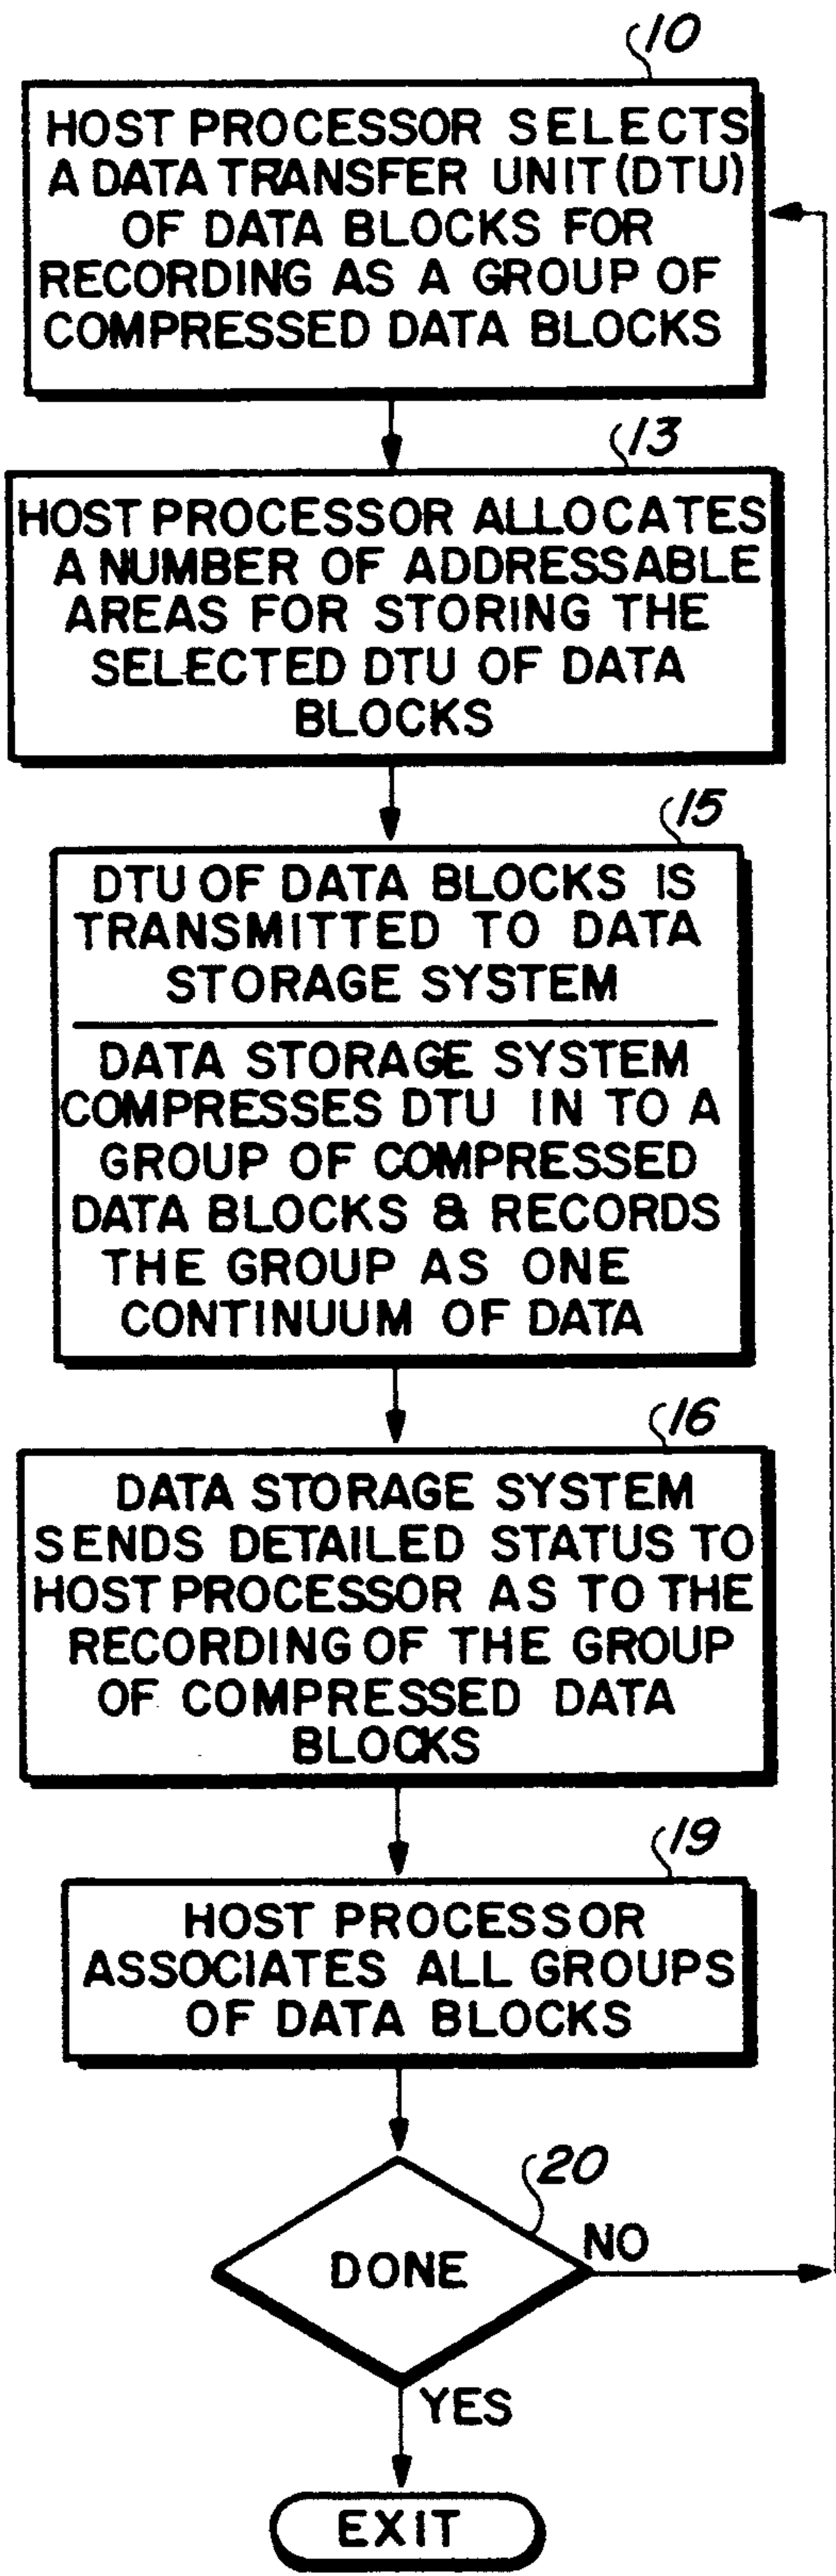 10
HOST PROCESSOR SELECTS
A DATA TRANSFER UNIT (DTU)
OF DATA BLOCKS FOR
RECORDING AS A GROUP OF
COMPRESSED DATA BLOCKS
13
HOST PROCESSOR ALLOCATES
A NUMBER OF ADDRESSABLE
AREAS FOR STORING THE
SELECTED DTU OF DATA
BLOCKS
15
DTU OF DATA BLOCKS IS
TRANSMITTED TO DATA
STORAGE SYSTEM
DATA STORAGE SYSTEM
COMPRESSES DTU IN TO A
GROUP OF COMPRESSED
DATA BLOCKS & RECORDS
THE GROUP AS ONE
CONTINUUM OF DATA
16
DATA STORAGE SYSTEM
SENDS DETAILED STATUS TO
HOST PROCESSOR AS TO THE
RECORDING OF THE GROUP
OF COMPRESSED DATA
BLOCKS
19
HOST PROCESSOR
ASSOCIATES ALL GROUPS
OF DATA BLOCKS
20
DONE
NO
YES
EXIT